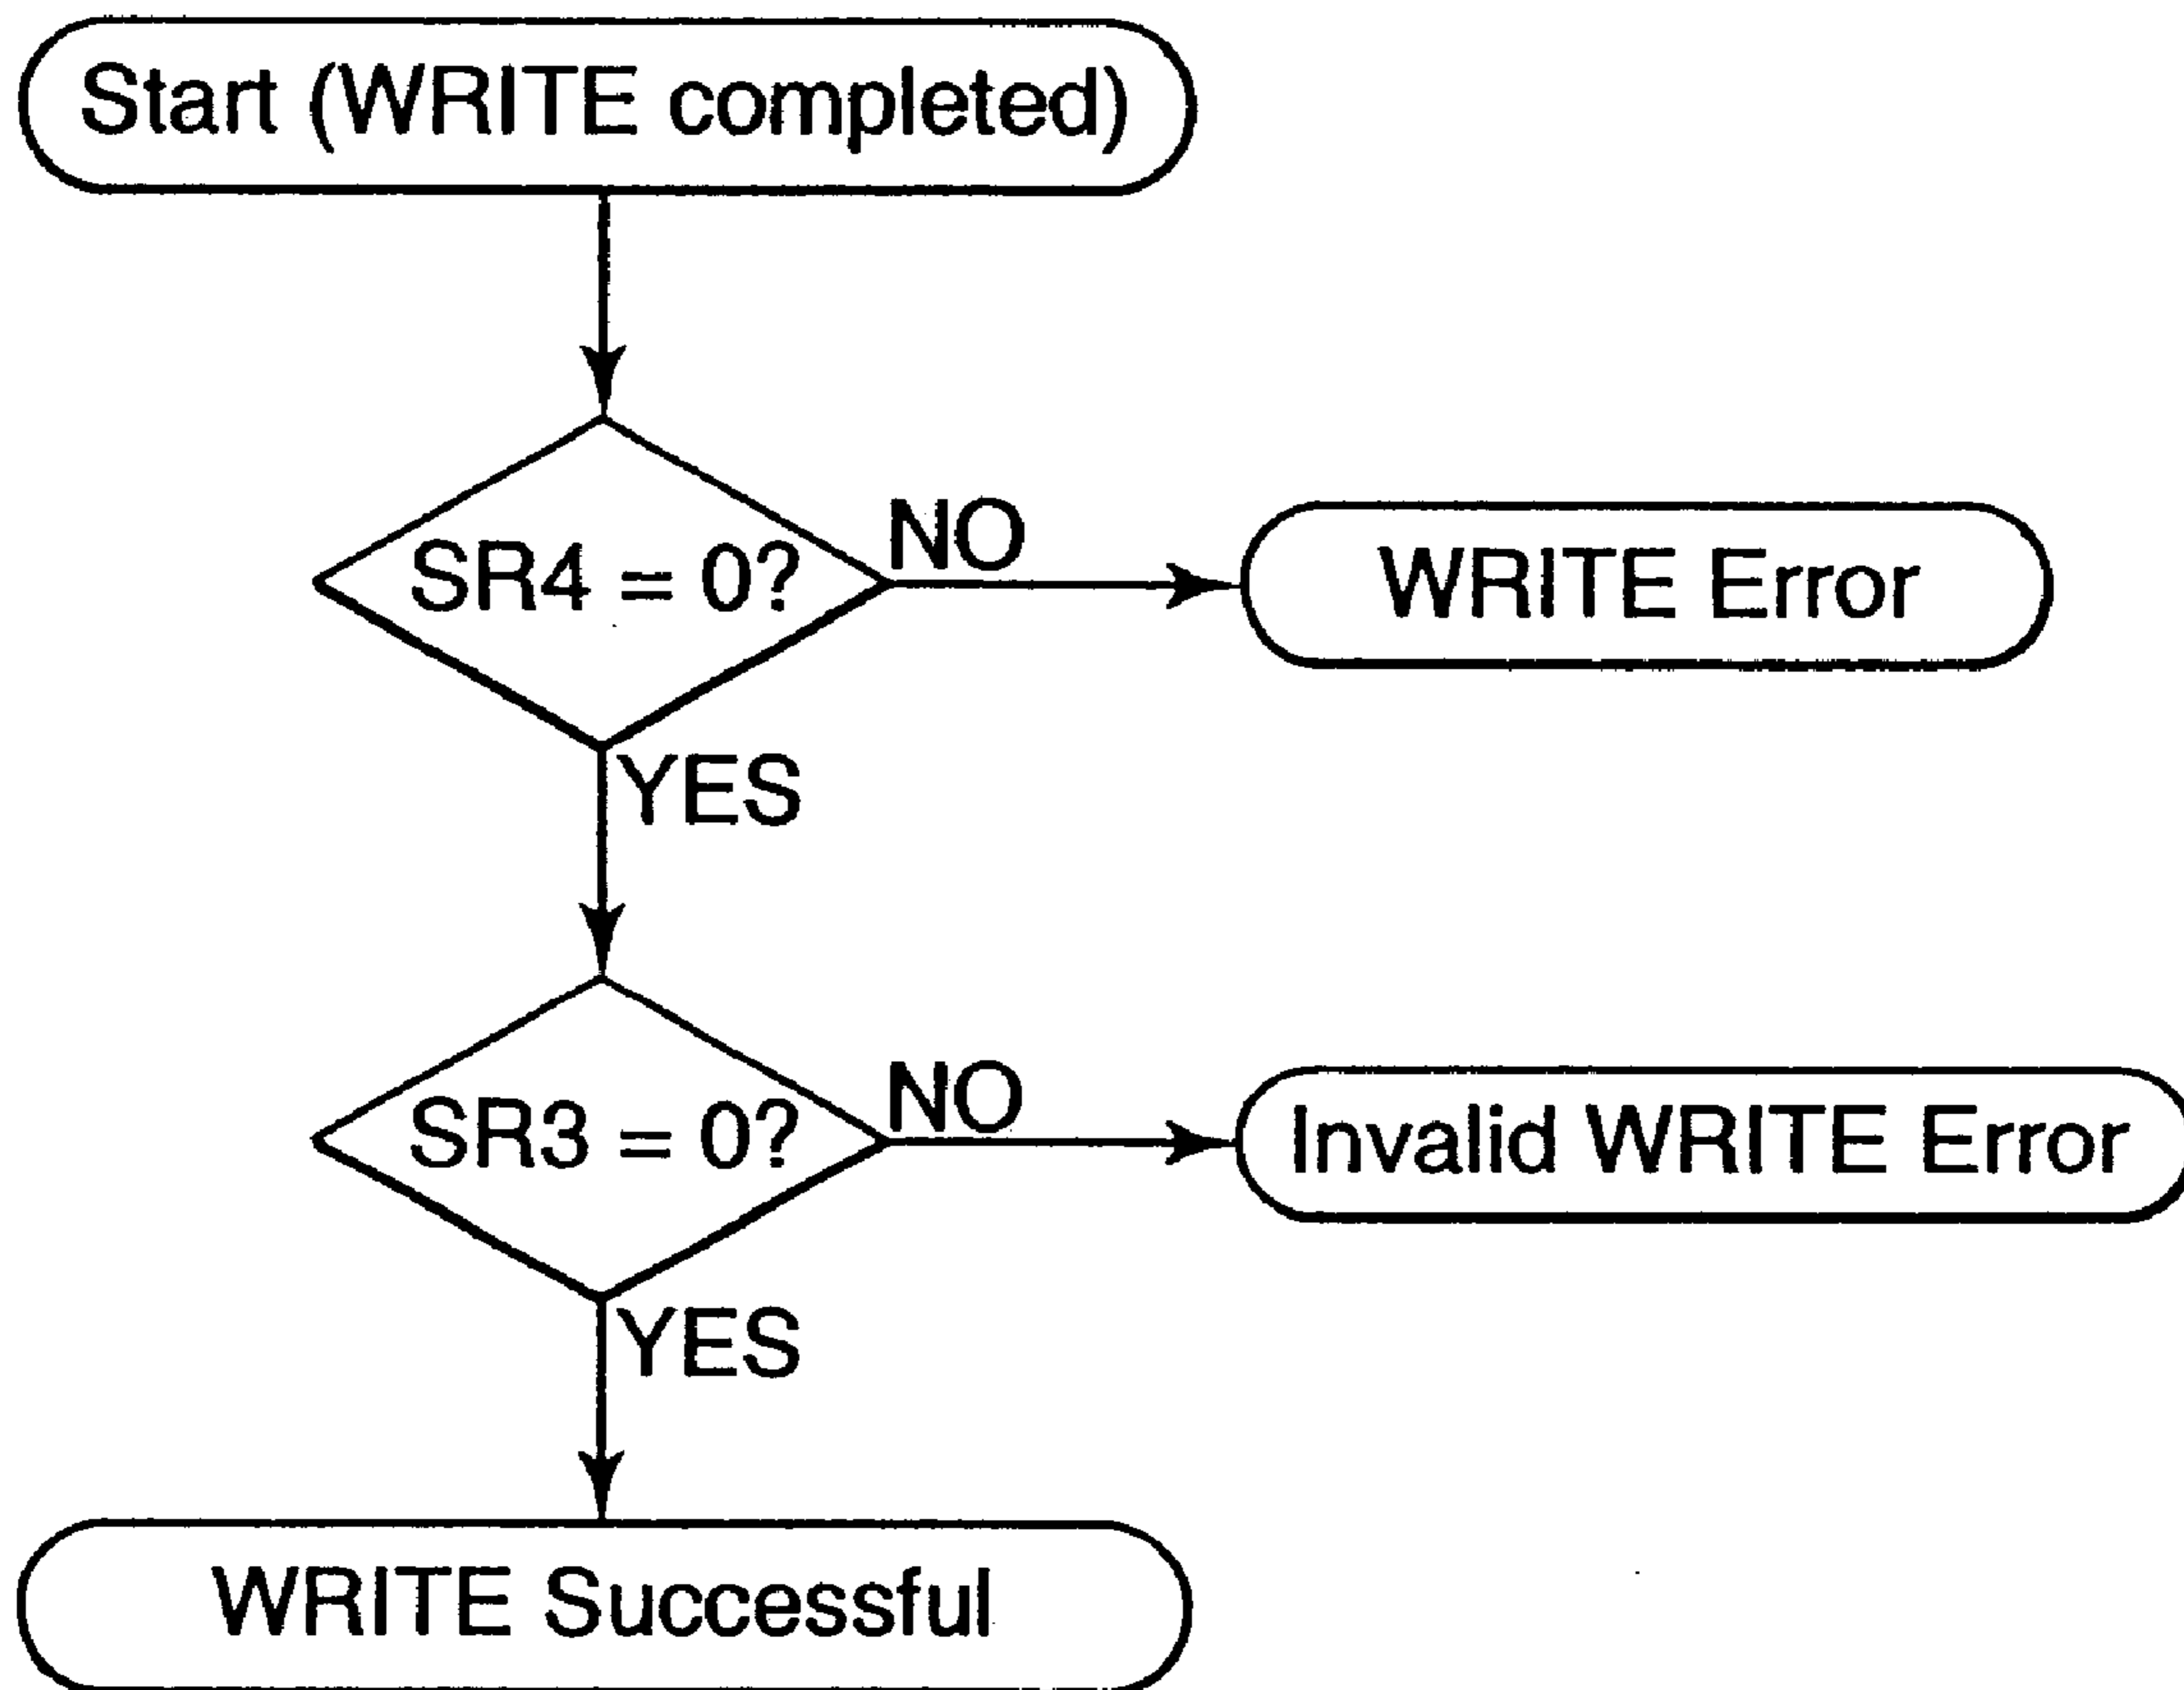 Start (WRITE completed)
SR4 = 0?
NO
WRITE Error
YES
SR3 = 0?
NO
Invalid WRITE Error
YES
WRITE Successful